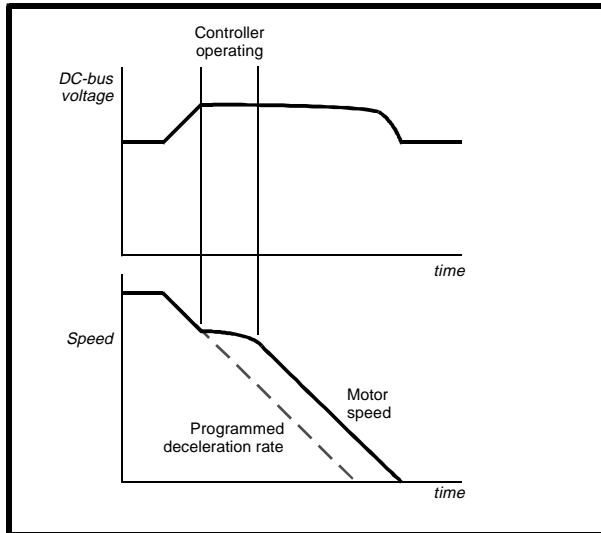 Controller
operating
DC-bus
voltage
time
Speed
Motor
speed
Programmed
deceleration rate
time